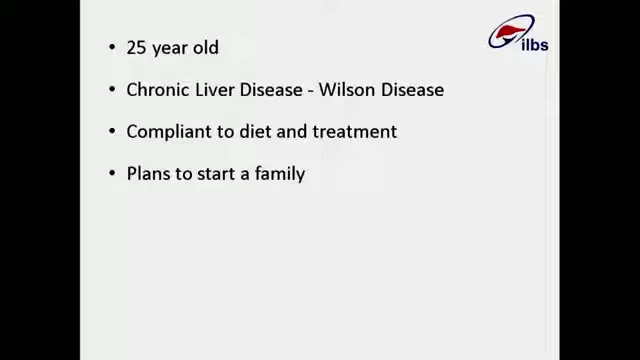 ilbs
• 25 year old
• Chronic Liver Disease - Wilson Disease
• Compliant to diet and treatment
• Plans to start a family